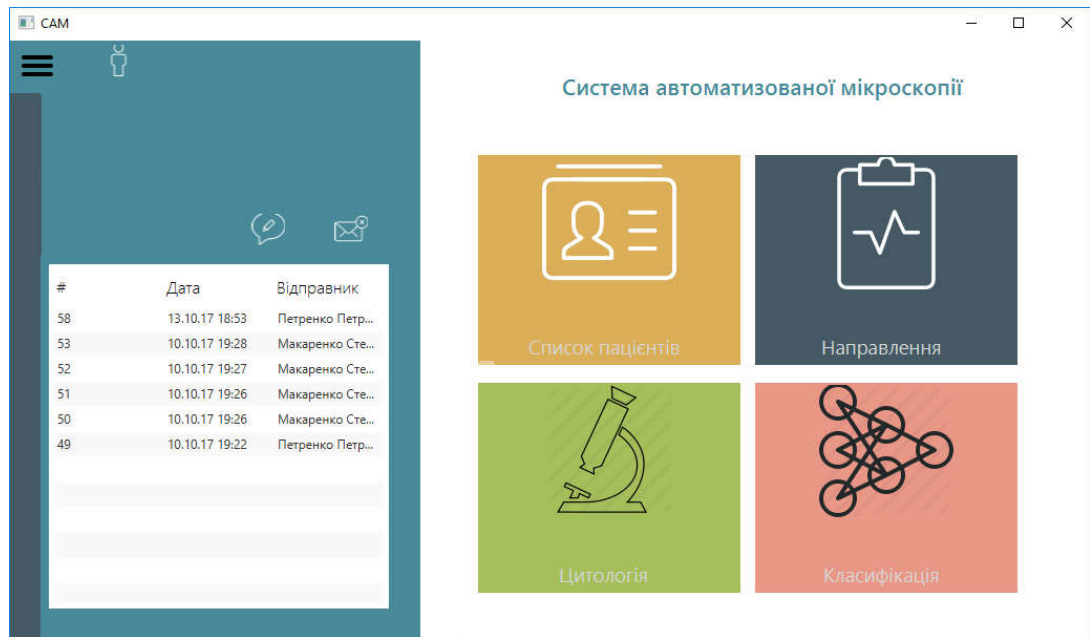 САМ
Система автоматизованої мікроскопії
# Дата Відправник
58 13.10.17 18:53 Петренко Петр...
53 10.10.17 19:28 Макаренко Сте...
52 10.10.17 19:27 Макаренко Сте...
51 10.10.17 19:26 Макаренко Сте...
50 10.10.17 19:26 Макаренко Сте...
49 10.10.17 19:22 Петренко Петр...
Список пацієнтів
Направлення
Цитологія
Класифікація